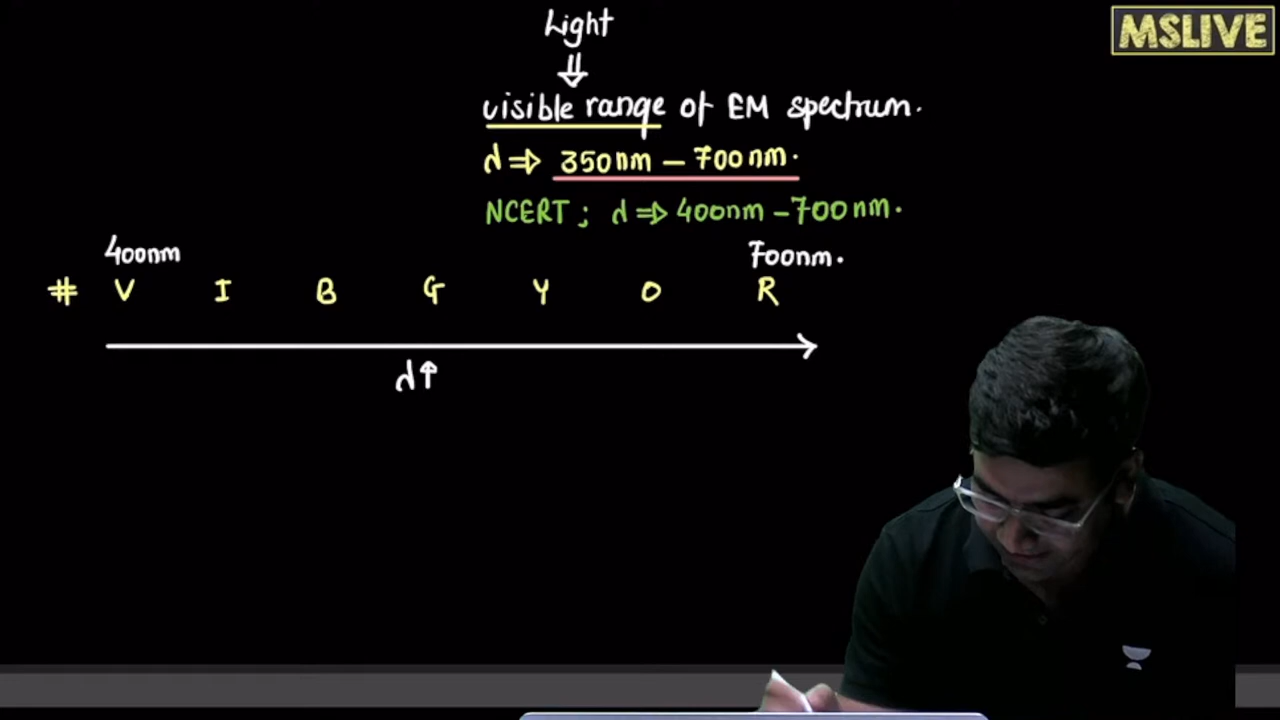 Light
⇓
MSLIVE
visible range of EM spectrum.
λ ⇒ 350nm – 700nm.
NCERT ; λ ⇒ 400nm – 700nm.
400nm 700nm.
# V I B G Y O R
λ↑